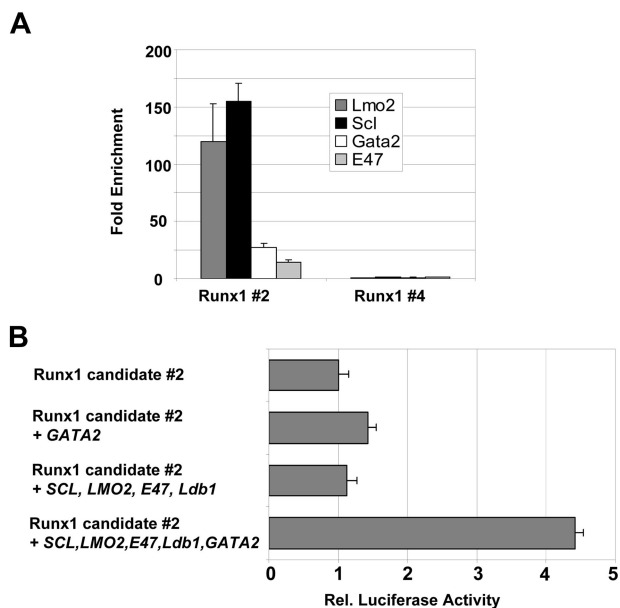 A
200
150
100
50
0
Fold Enrichment
Lmo2
Scl
Gata2
E47
Runx1 #2
Runx1 #4
B
Runx1 candidate #2
Runx1 candidate #2
+ GATA2
Runx1 candidate #2
+ SCL, LMO2, E47, Ldb1
Runx1 candidate #2
+ SCL,LMO2,E47,Ldb1,GATA2
0 1 2 3 4 5
Rel. Luciferase Activity